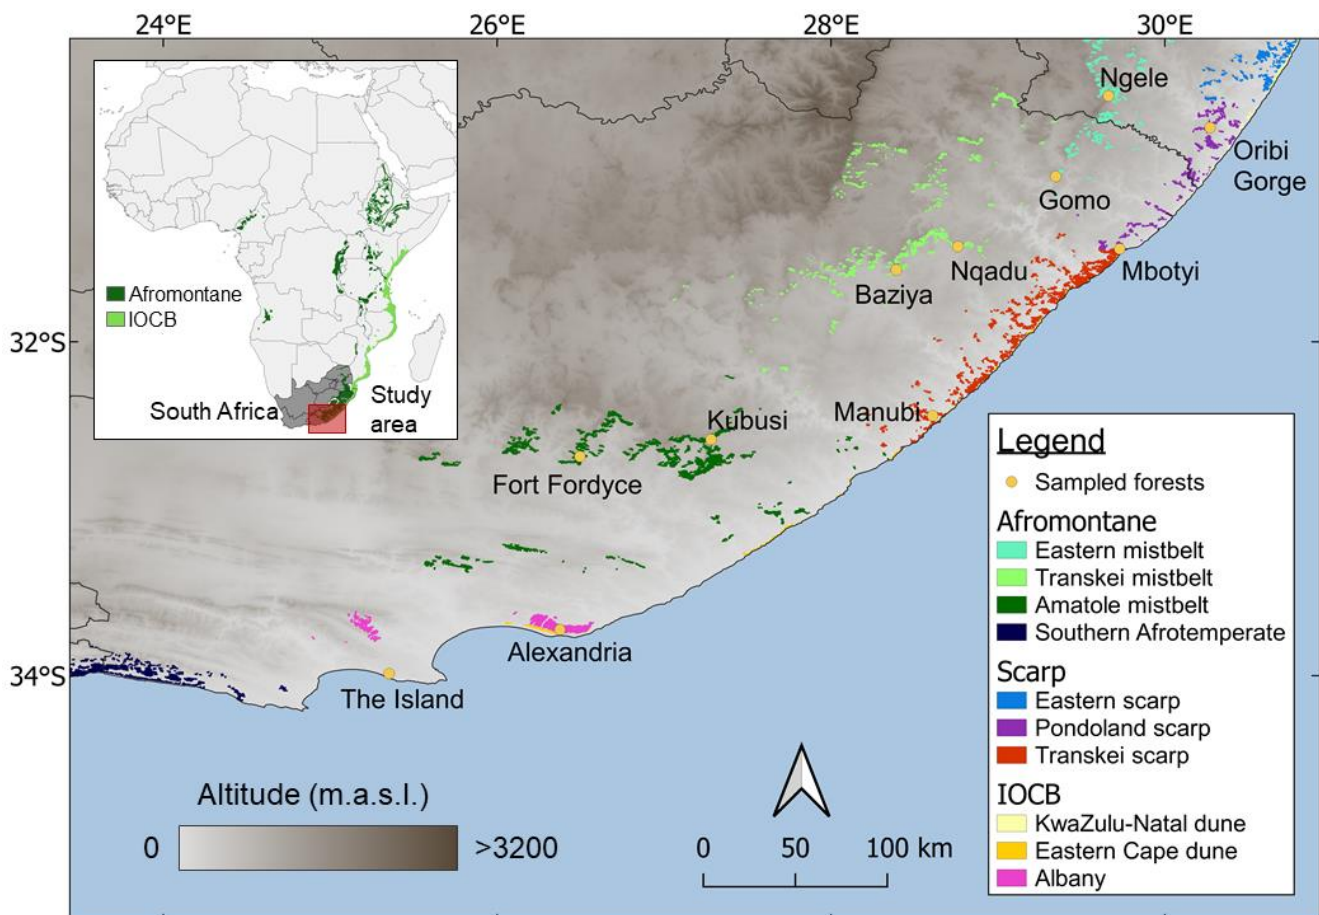 24°E 26°E 28°E 30°E
Ngele
Oribi
Gorge
Gomo
Afromontane
IOCB
Nqadu
Mbotyi
Baziya
32°S
South Africa
Study
area
Kubusi
Manubi
Fort Fordyce
Alexandria
34°S
The Island
Legend
Sampled forests
Afromontane
Eastern mistbelt
Transkei mistbelt
Amatole mistbelt
Southern Afrotemperate
Scarp
Eastern scarp
Pondoland scarp
Transkei scarp
IOCB
KwaZulu-Natal dune
Eastern Cape dune
Albany
Altitude (m.a.s.l.)
0 >3200
0 50 100 km